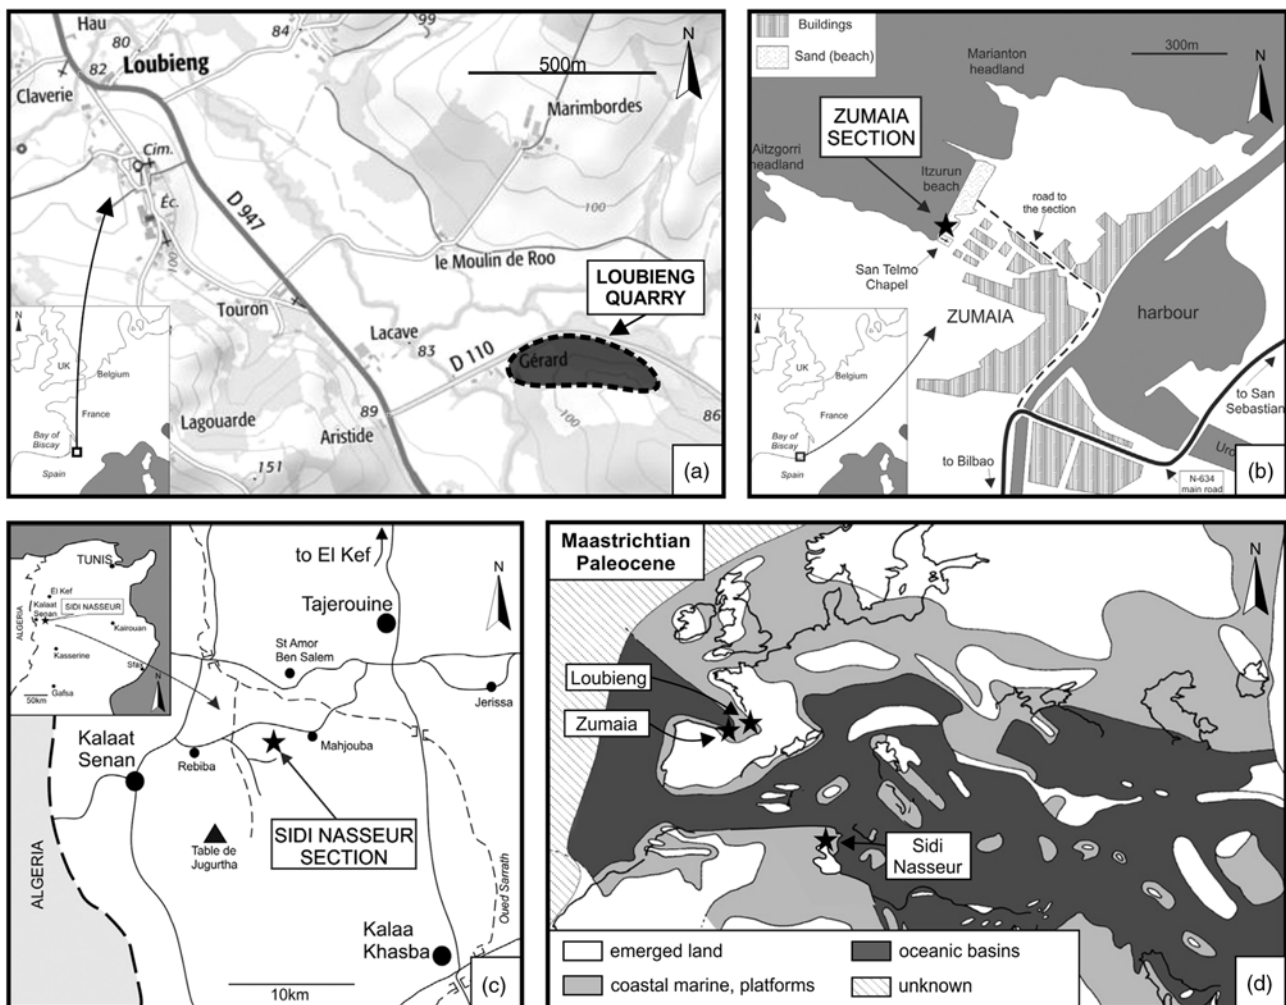 Hau
80
84
99
82
Loubieng
Claverie
N
500m
Marimbordes
Cim.
Éc.
100
D 947
100
le Moulin de Roo
LOUBIENG
QUARRY
Touron
Lacave
83
D 110
Gérard
100
86
89
Lagouarde
Aristide
151
N
UK
Belgium
France
Bay of
Biscay
Spain
(a)
Buildings
Sand (beach)
300m
Marianton
headland
N
ZUMAIA
SECTION
Aitzgorri
headland
Itzurun
beach
road to
the section
San Telmo
Chapel
ZUMAIA
harbour
to San
Sebastian
to Bilbao
N-634
main road
N
UK
Belgium
France
Bay of
Biscay
Spain
(b)
TUNIS
El Kef
Kalaat
Senan
SIDI NASSEUR
ALGERIA
Kairouan
Kasserine
Sfax
Gafsa
50km
N
to El Kef
N
Tajerouine
St Amor
Ben Salem
Jerissa
Kalaat
Senan
Rebiba
Mahjouba
SIDI NASSEUR
SECTION
Table de
Jugurtha
ALGERIA
Oued Sarrath
Kalaa
Khasba
10km
(c)
Maastrichtian
Paleocene
N
Loubieng
Zumaia
Sidi
Nasseur
emerged land
oceanic basins
coastal marine, platforms
unknown
(d)